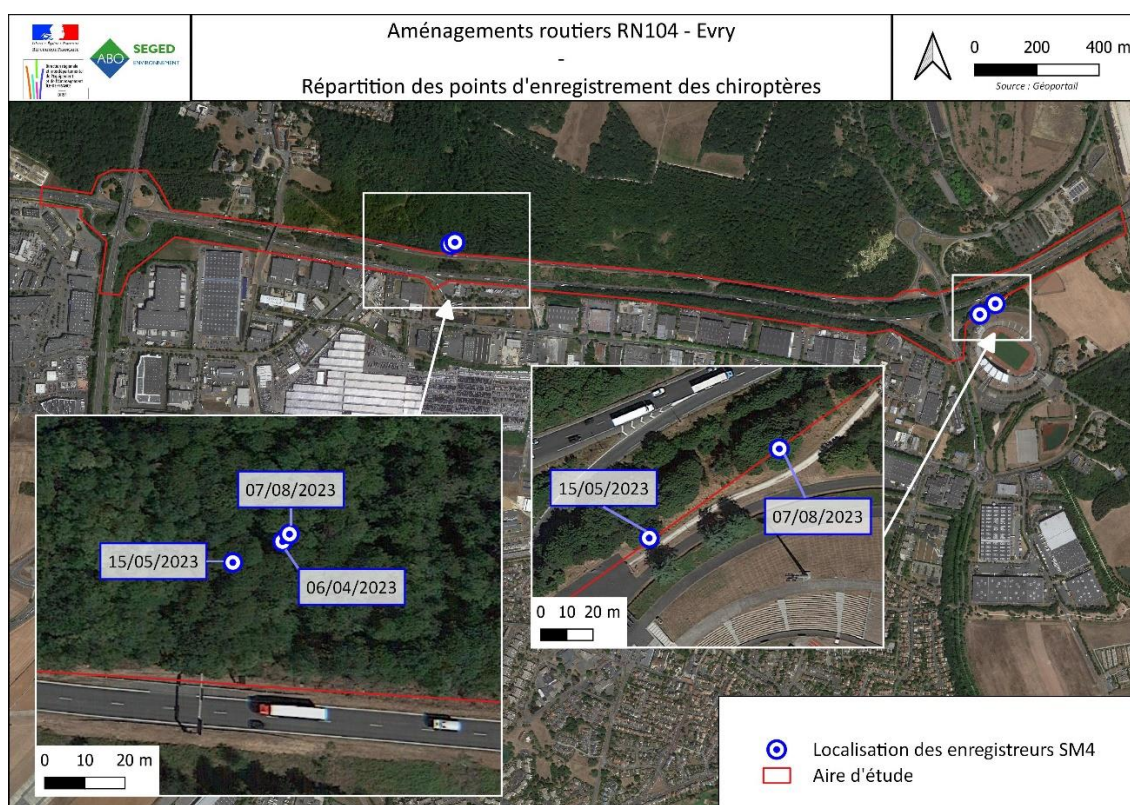 Aménagements routiers RN104 - Evry
-
Répartition des points d'enregistrement des chiroptères
ABO
SEGED
ENVIRONNEMENT
0 200 400 m
Source : Géoportail
07/08/2023
15/05/2023
06/04/2023
0 10 20 m
15/05/2023
07/08/2023
0 10 20 m
Localisation des enregistreurs SM4
Aire d'étude